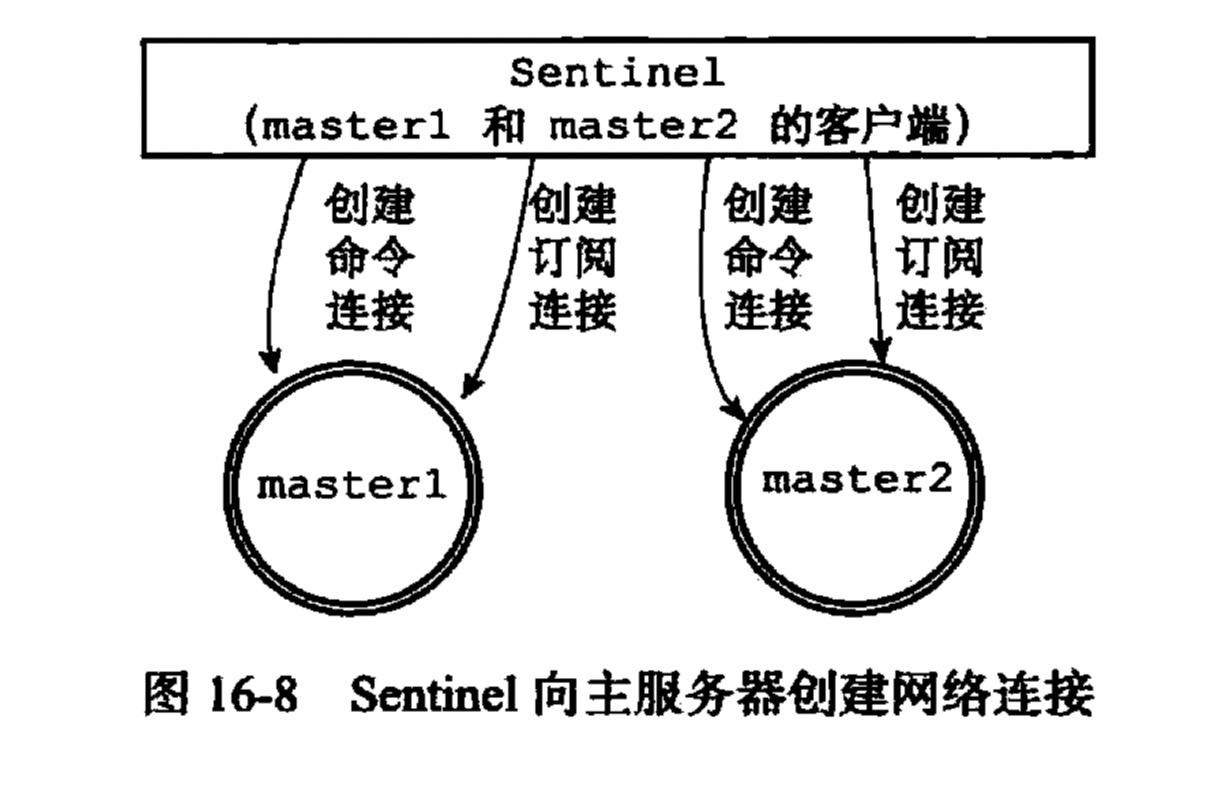 Sentinel
(master1 和 master2 的客户端)
创建
命令
连接
创建
订阅
连接
创建
命令
连接
创建
订阅
连接
master1
master2
图 16-8 Sentinel 向主服务器创建网络连接